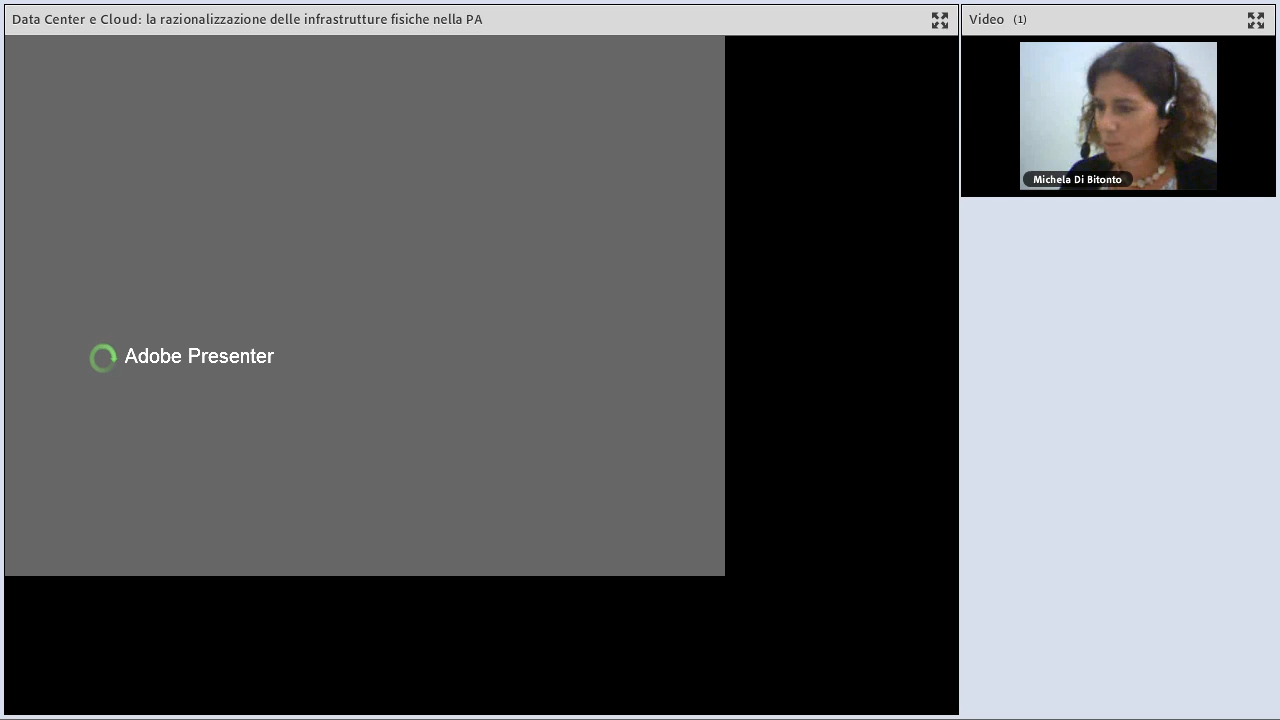 Data Center e Cloud: la razionalizzazione delle infrastrutture fisiche nella PA
Video (1)
Michela Di Bitonto
Adobe Presenter